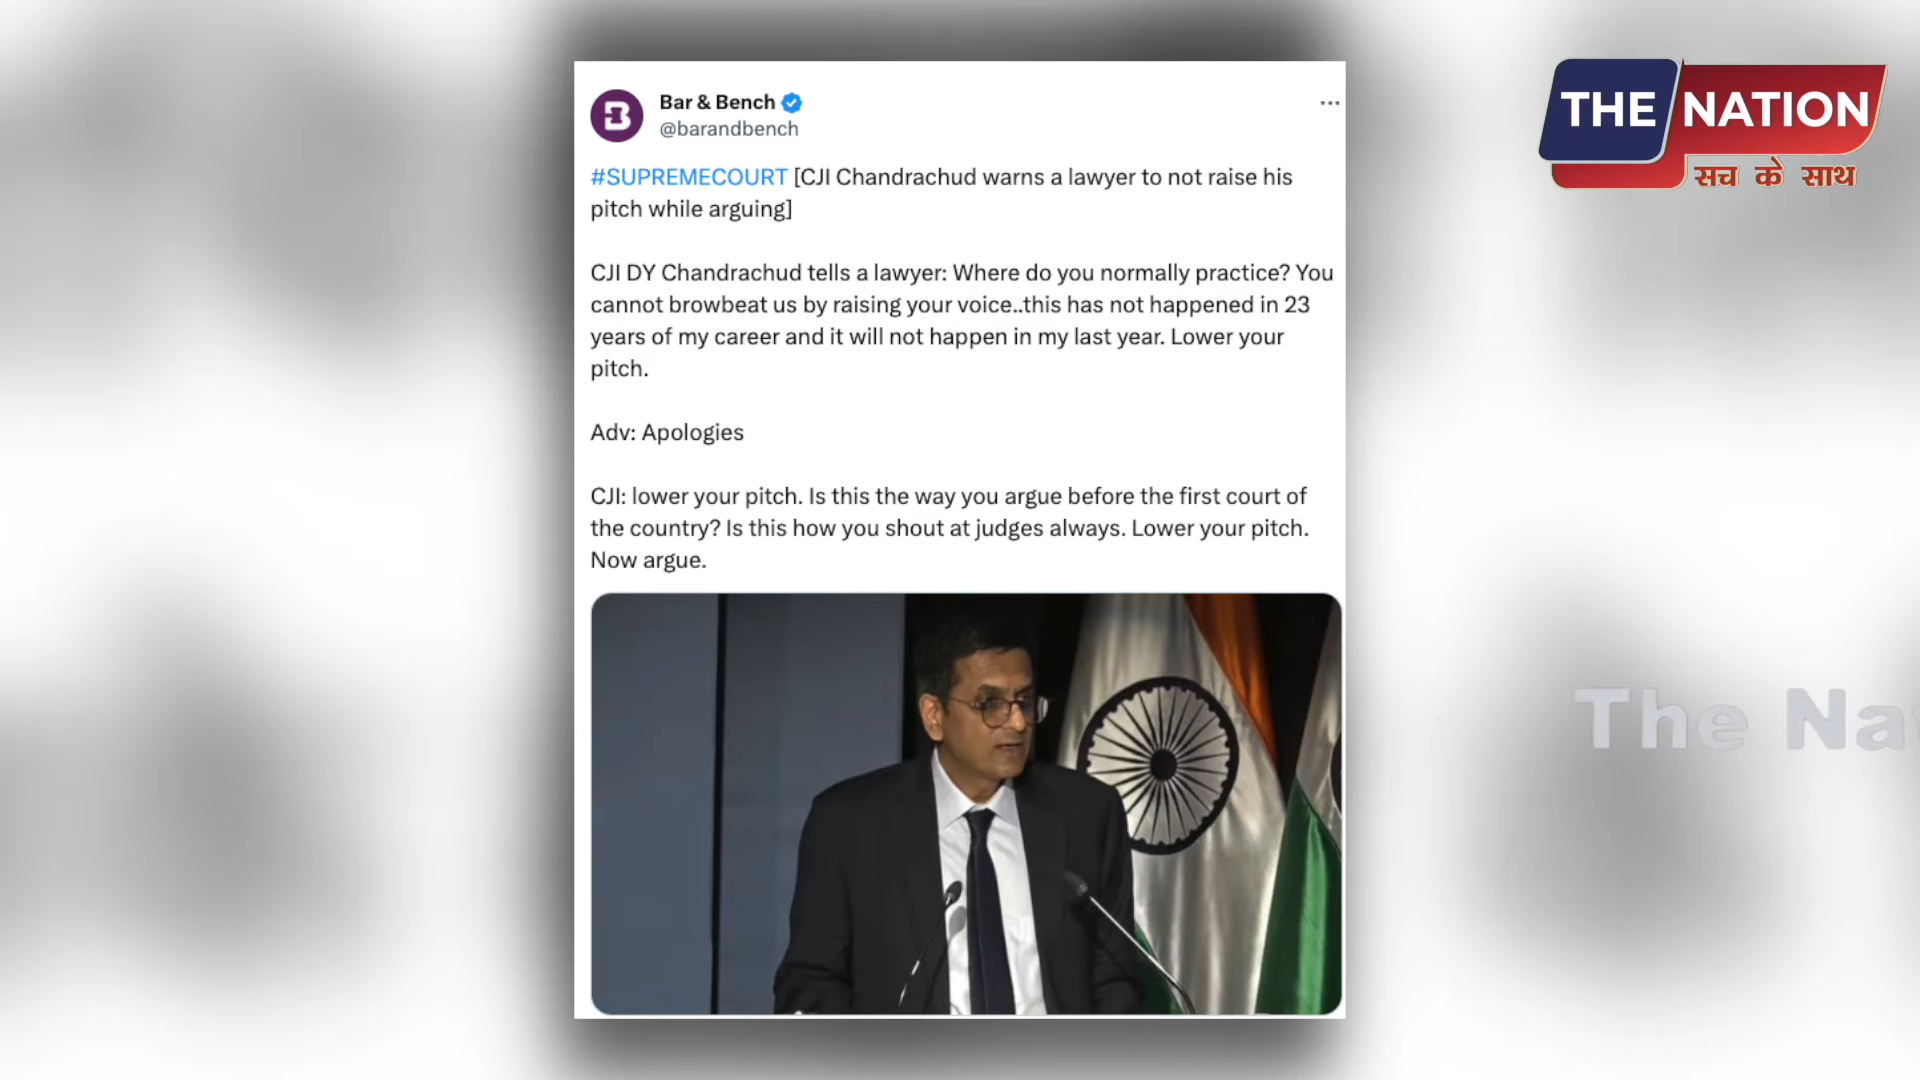 THE NATION
सच के साथ
B
Bar & Bench
@barandbench
#SUPREMECOURT [CJI Chandrachud warns a lawyer to not raise his
pitch while arguing]
CJI DY Chandrachud tells a lawyer: Where do you normally practice? You
cannot browbeat us by raising your voice..this has not happened in 23
years of my career and it will not happen in my last year. Lower your
pitch.
Adv: Apologies
CJI: lower your pitch. Is this the way you argue before the first court of
the country? Is this how you shout at judges always. Lower your pitch.
Now argue.
The Na